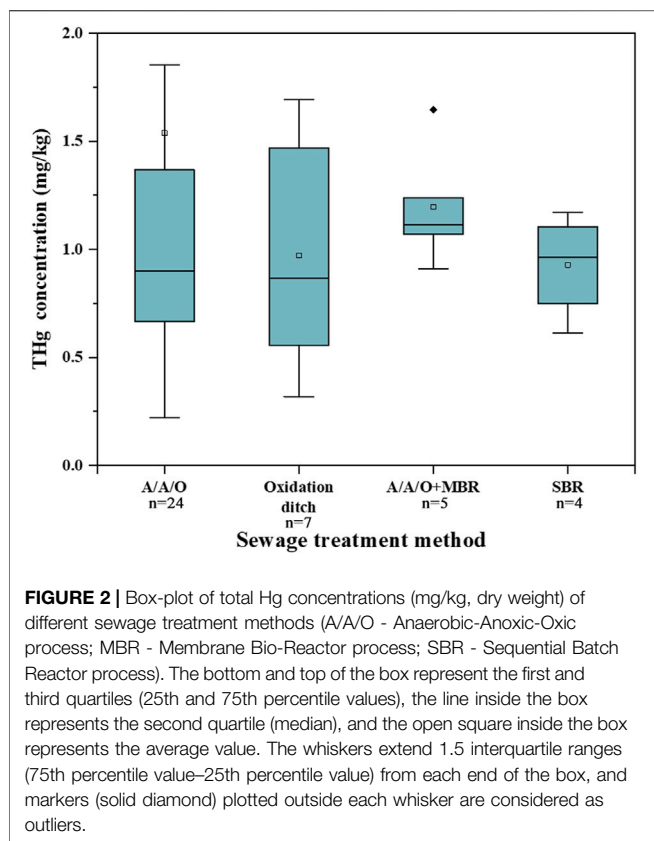 2.0
1.5
1.0
0.5
0.0
THg concentration (mg/kg)
A/A/O Oxidation A/A/O+MBR SBR
n=24 ditch n=5 n=4
n=7
Sewage treatment method
FIGURE 2 | Box-plot of total Hg concentrations (mg/kg, dry weight) of
different sewage treatment methods (A/A/O - Anaerobic-Anoxic-Oxic
process; MBR - Membrane Bio-Reactor process; SBR - Sequential Batch
Reactor process). The bottom and top of the box represent the first and
third quartiles (25th and 75th percentile values), the line inside the box
represents the second quartile (median), and the open square inside the box
represents the average value. The whiskers extend 1.5 interquartile ranges
(75th percentile value–25th percentile value) from each end of the box, and
markers (solid diamond) plotted outside each whisker are considered as
outliers.